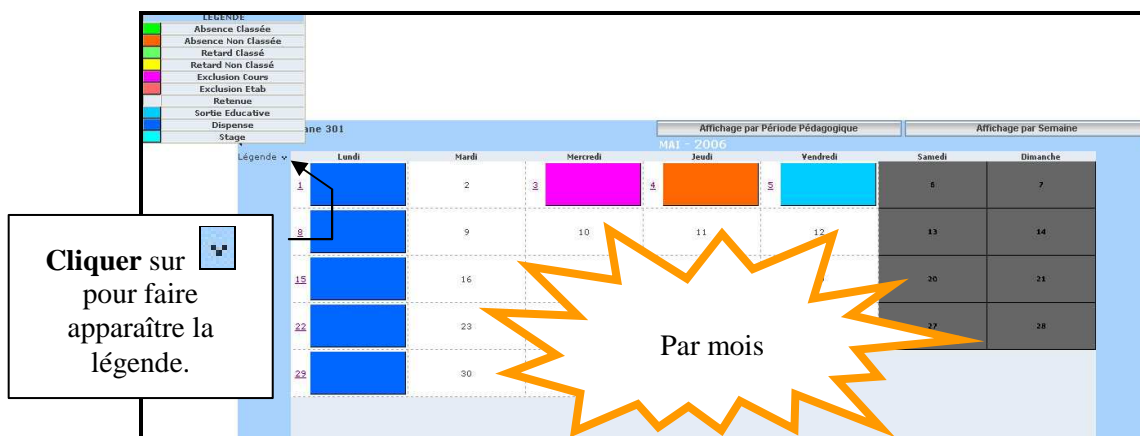 LEGENDE
Absence Classée
Absence Non Classée
Retard Classé
Retard Non Classé
Exclusion Cours
Exclusion Etab
Retenue
Sortie Educative
Dispense
Stage
ane 301
Affichage par Période Pédagogique
Affichage par Semaine
MAI - 2006
Légende
Lundi Mardi Mercredi Jeudi Vendredi Samedi Dimanche
1 2 3 4 5 6 7
8 9 10 11 12 13 14
15 16 20 21
22 23 27 28
29 30
Cliquer sur
pour faire
apparaître la
légende.
Par mois